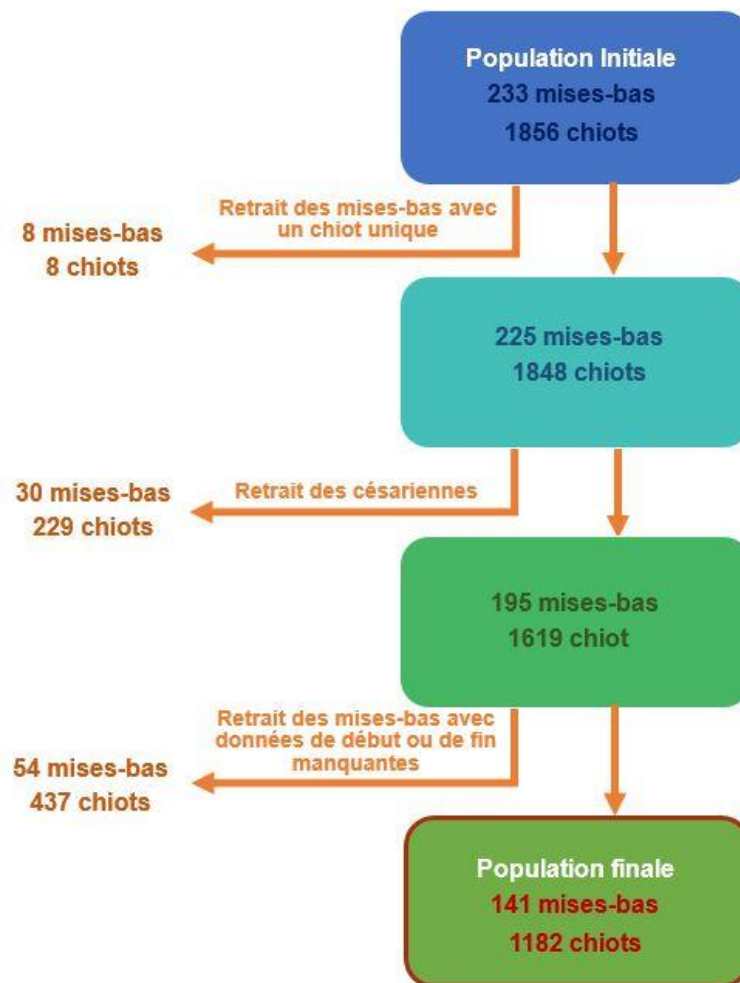 Population Initiale
233 mises-bas
1856 chiots
Retrait des mises-bas avec
un chiot unique
8 mises-bas
8 chiots
225 mises-bas
1848 chiots
Retrait des césariennes
30 mises-bas
229 chiots
195 mises-bas
1619 chiot
Retrait des mises-bas avec
données de début ou de fin
manquantes
54 mises-bas
437 chiots
Population finale
141 mises-bas
1182 chiots